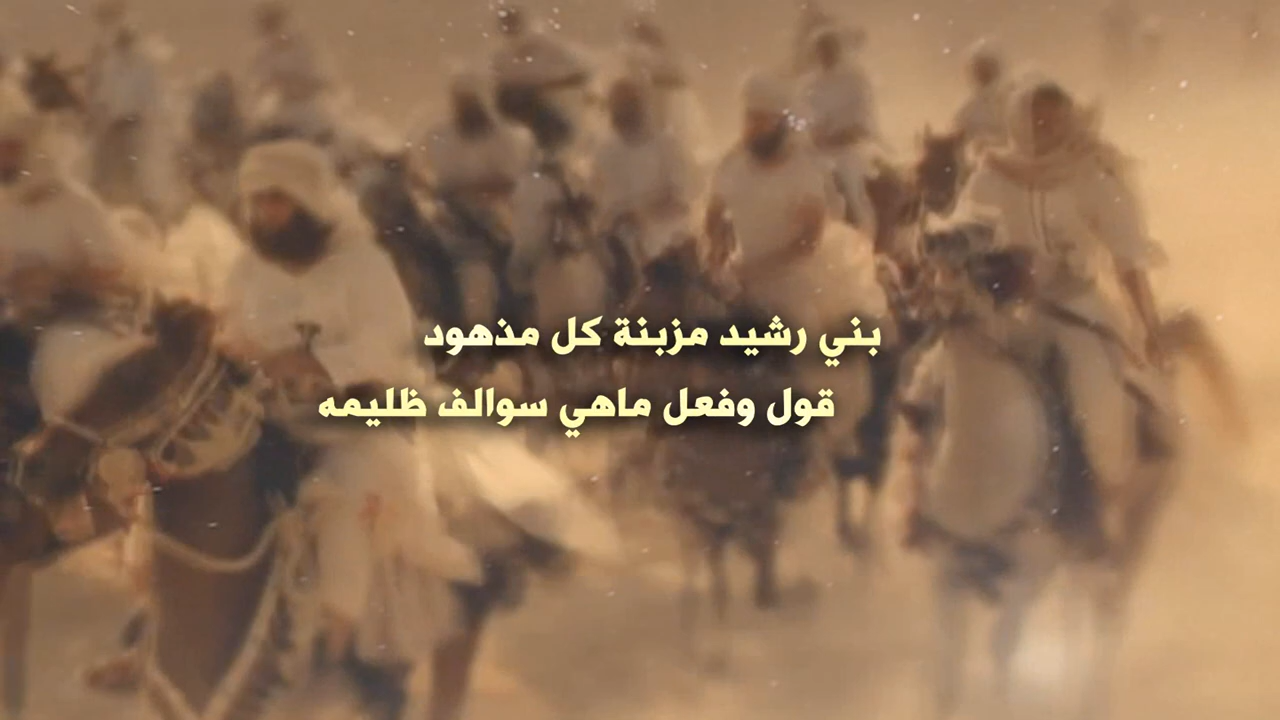 بني رشيد مزبنة كل مذهود
قول وفعل ماهي سوالف ظليمه